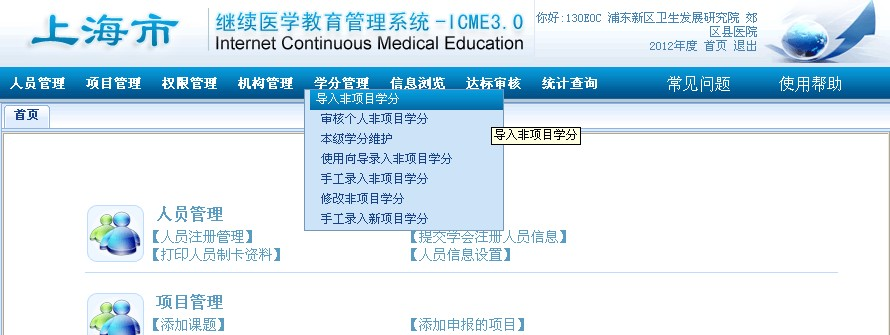 上海市
继续医学教育管理系统-ICME3.0
Internet Continuous Medical Education
你好:130E0C 浦东新区卫生发展研究院 郊
区县医院
2012年度 首页 退出
人员管理 项目管理 权限管理 机构管理 学分管理 信息浏览 达标审核 统计查询 常见问题 使用帮助
首页
导入非项目学分
审核个人非项目学分
本级学分维护
使用向导录入非项目学分
手工录入非项目学分
修改非项目学分
手工录入新项目学分
导入非项目学分
人员管理
【人员注册管理】 【提交学会注册人员信息】
【打印人员制卡资料】 【人员信息设置】
项目管理
【添加课题】 【添加申报的项目】